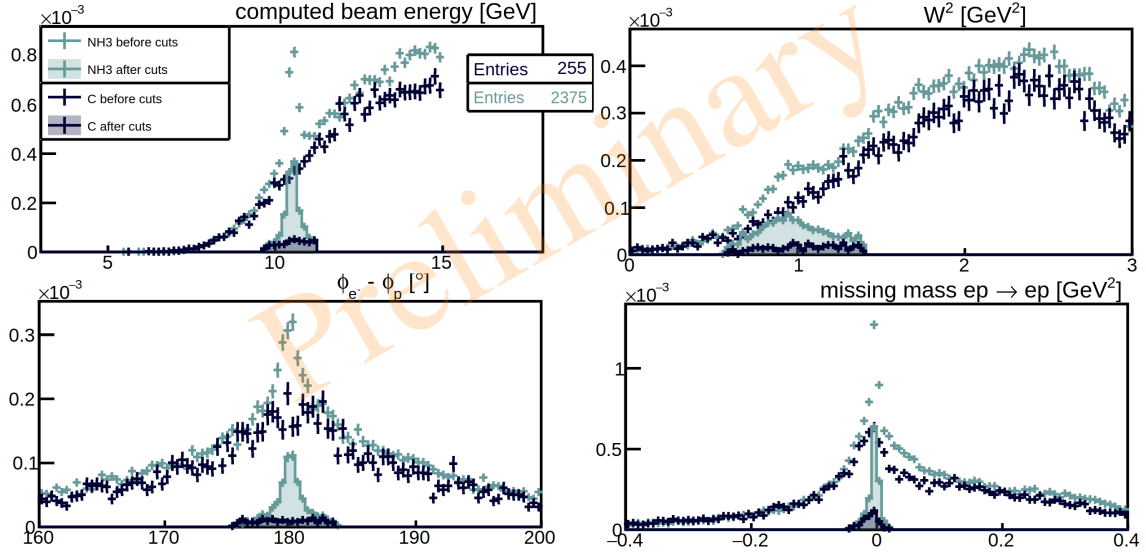 computed beam energy [GeV]
×10⁻³
NH3 before cuts
NH3 after cuts
C before cuts
C after cuts
Entries 255
Entries 2375
0.8
0.6
0.4
0.2
0
5 10 15
W² [GeV²]
×10⁻³
0.4
0.3
0.2
0.1
0
0 1 2 3
ϕe⁻ - ϕp [°]
×10⁻³
0.3
0.2
0.1
0
160 170 180 190 200
missing mass ep → ep [GeV²]
×10⁻³
1
0.5
0
−0.4 −0.2 0 0.2 0.4
Preliminary